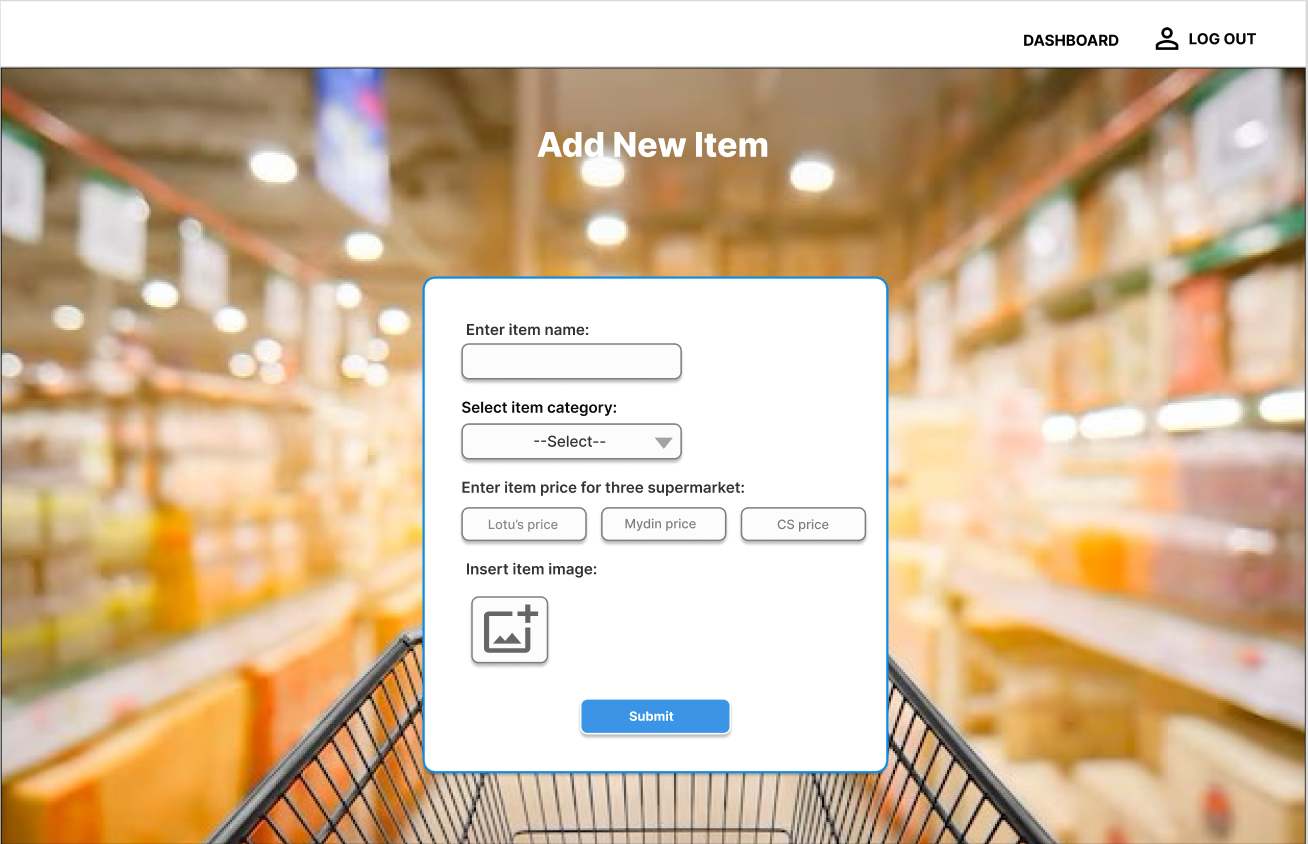 DASHBOARD
LOG OUT
Add New Item
Enter item name:
Select item category:
--Select--
Enter item price for three supermarket:
Lotu's price
Mydin price
CS price
Insert item image:
Submit